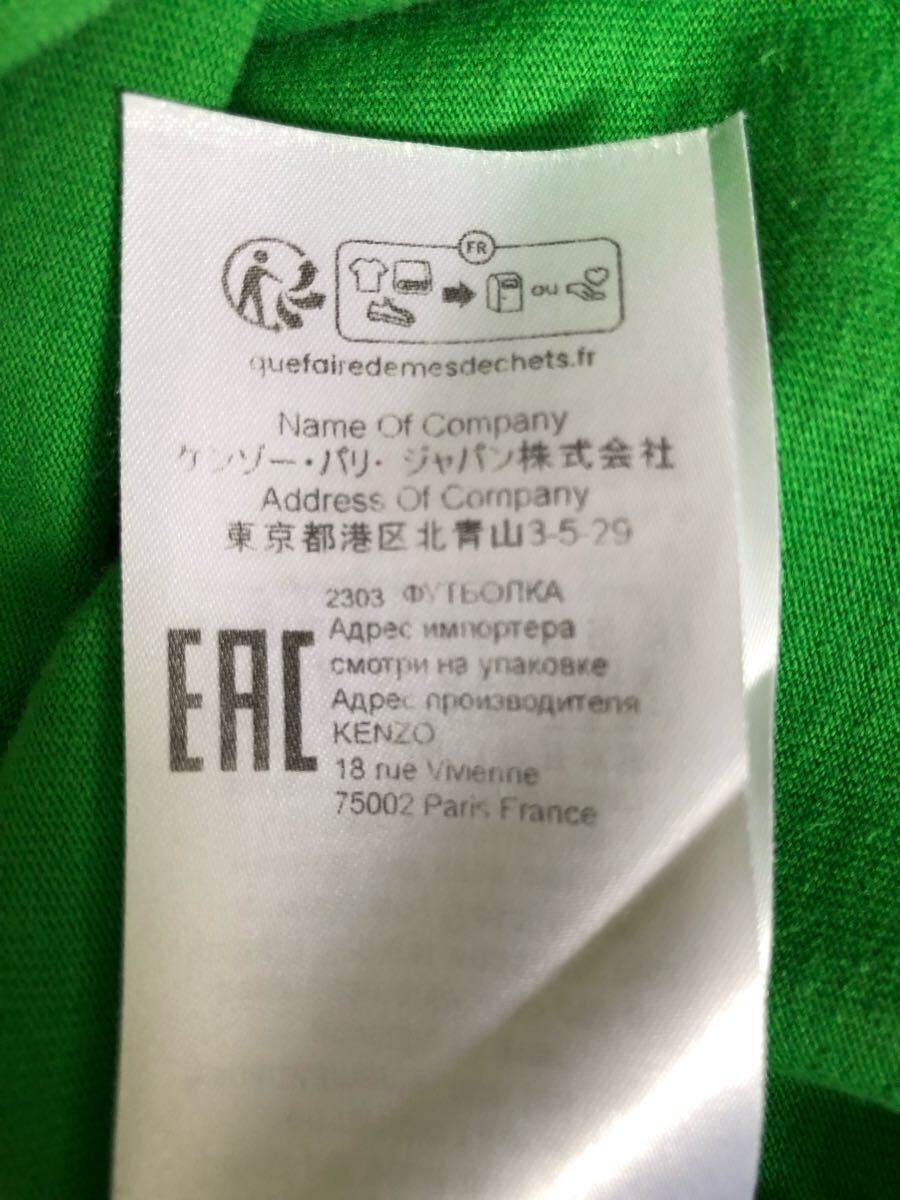 FR
ou
quefairedemesdechets.fr
Name Of Company
ケンゾー・パリ・ジャパン株式会社
Address Of Company
東京都港区北青山3-5-29
2303 ФУТБОЛКА
EAC
Адрес импортера
смотри на упаковке
Адрес производителя
KENZO
18 rue Vivienne
75002 Paris France